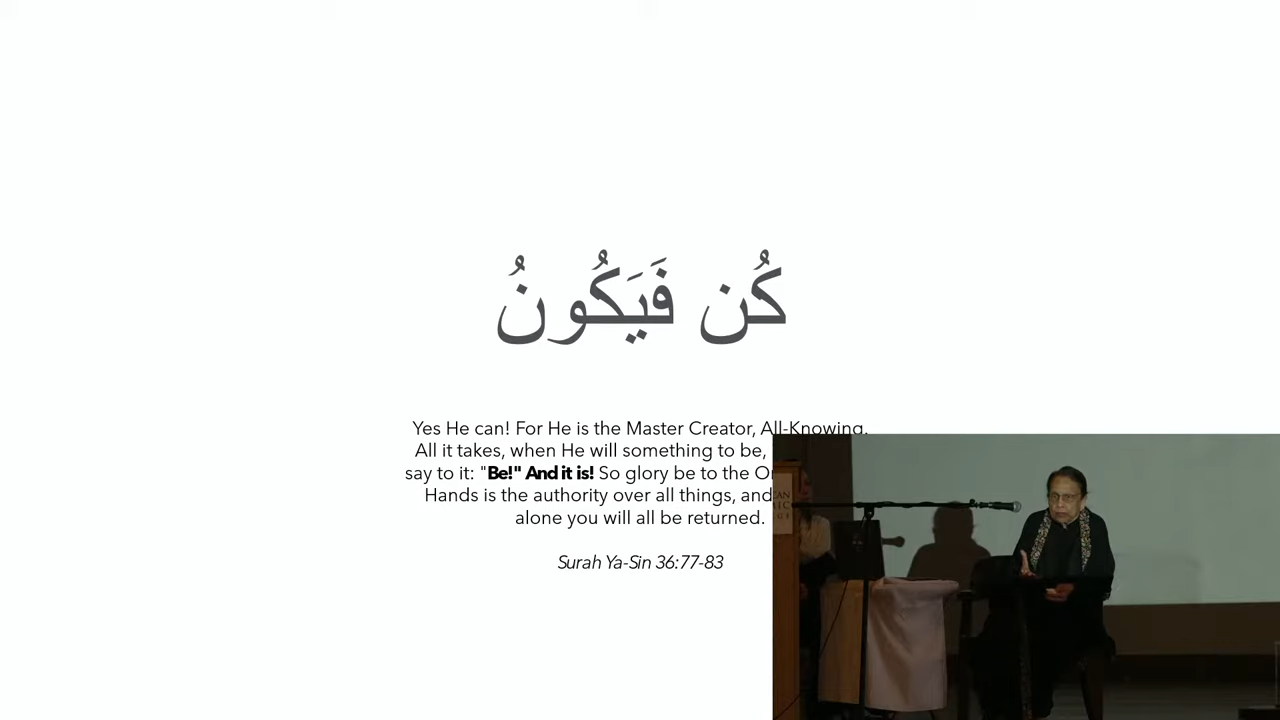 كُن فَيَكُونُ
Yes He can! For He is the Master Creator, All-Knowing.
All it takes, when He will something to be,
say to it: "Be!" And it is! So glory be to the
Hands is the authority over all things, and
alone you will all be returned.
Surah Ya-Sin 36:77-83